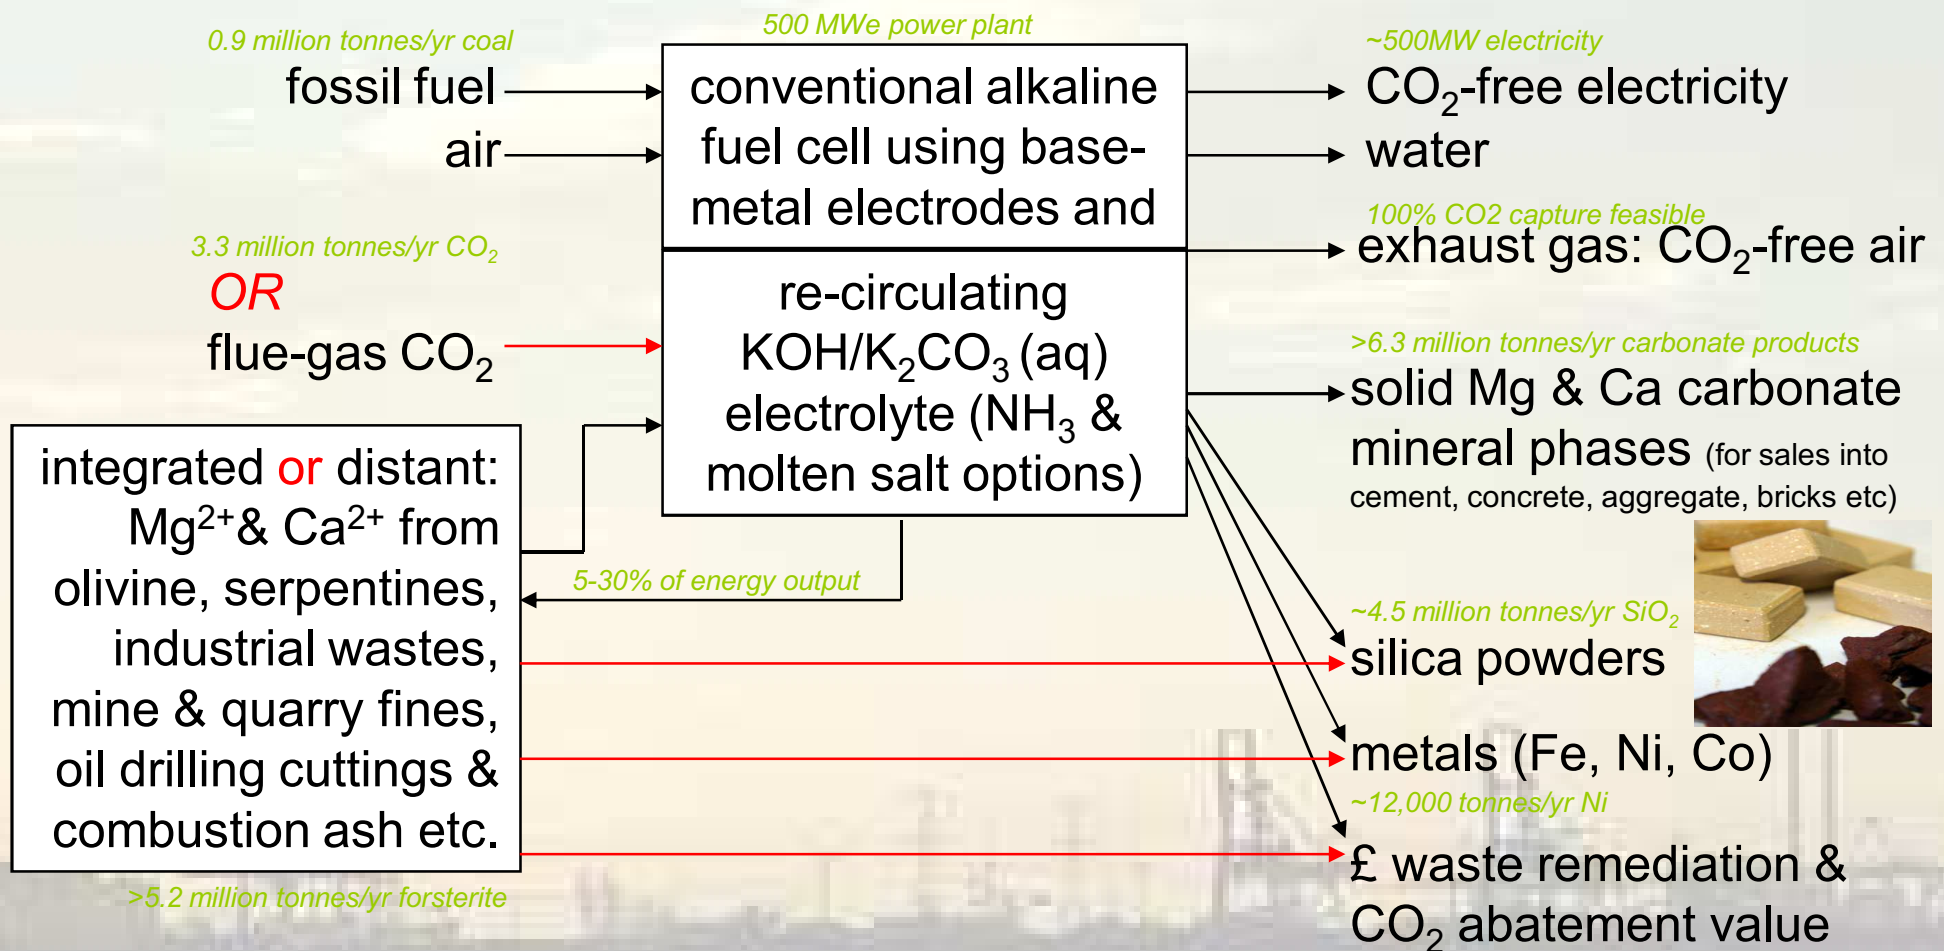 500 MWe power plant
0.9 million tonnes/yr coal
fossil fuel
air
3.3 million tonnes/yr CO₂
OR
flue-gas CO₂
integrated or distant:
Mg²⁺& Ca²⁺ from
olivine, serpentines,
industrial wastes,
mine & quarry fines,
oil drilling cuttings &
combustion ash etc.
>5.2 million tonnes/yr forsterite
conventional alkaline
fuel cell using base-
metal electrodes and
re-circulating
KOH/K₂CO₃ (aq)
electrolyte (NH₃ &
molten salt options)
5-30% of energy output
~500MW electricity
CO₂-free electricity
water
100% CO2 capture feasible
exhaust gas: CO₂-free air
>6.3 million tonnes/yr carbonate products
solid Mg & Ca carbonate
mineral phases (for sales into
cement, concrete, aggregate, bricks etc)
~4.5 million tonnes/yr SiO₂
silica powders
metals (Fe, Ni, Co)
~12,000 tonnes/yr Ni
£ waste remediation &
CO₂ abatement value